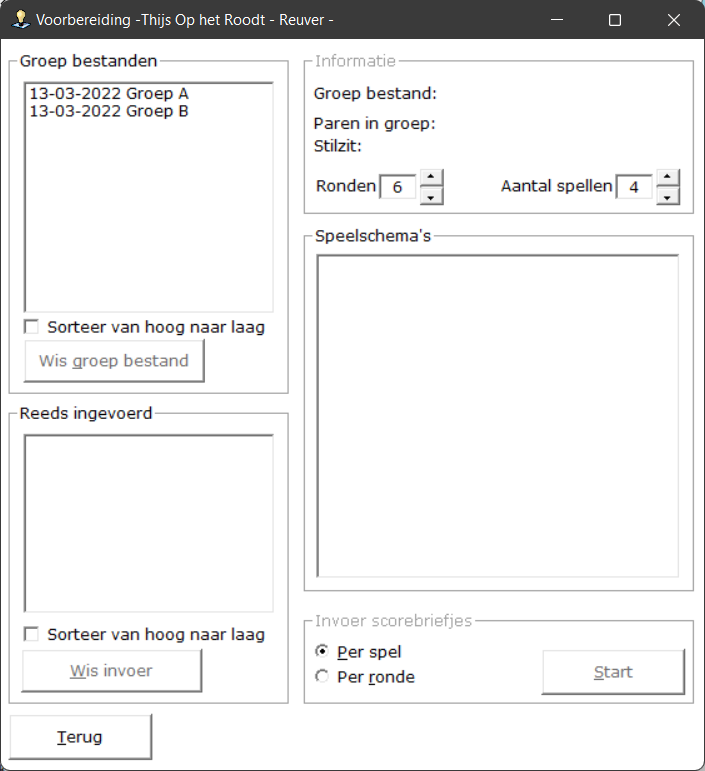 Voorbereiding -Thijs Op het Roodt - Reuver -
Groep bestanden
13-03-2022 Groep A
13-03-2022 Groep B
Sorteer van hoog naar laag
Wis groep bestand
Reeds ingevoerd
Sorteer van hoog naar laag
Wis invoer
Terug
Informatie
Groep bestand:
Paren in groep:
Stilzit:
Ronden 6
Aantal spellen 4
Speelschema's
Invoer scorebriefjes
Per spel
Per ronde
Start